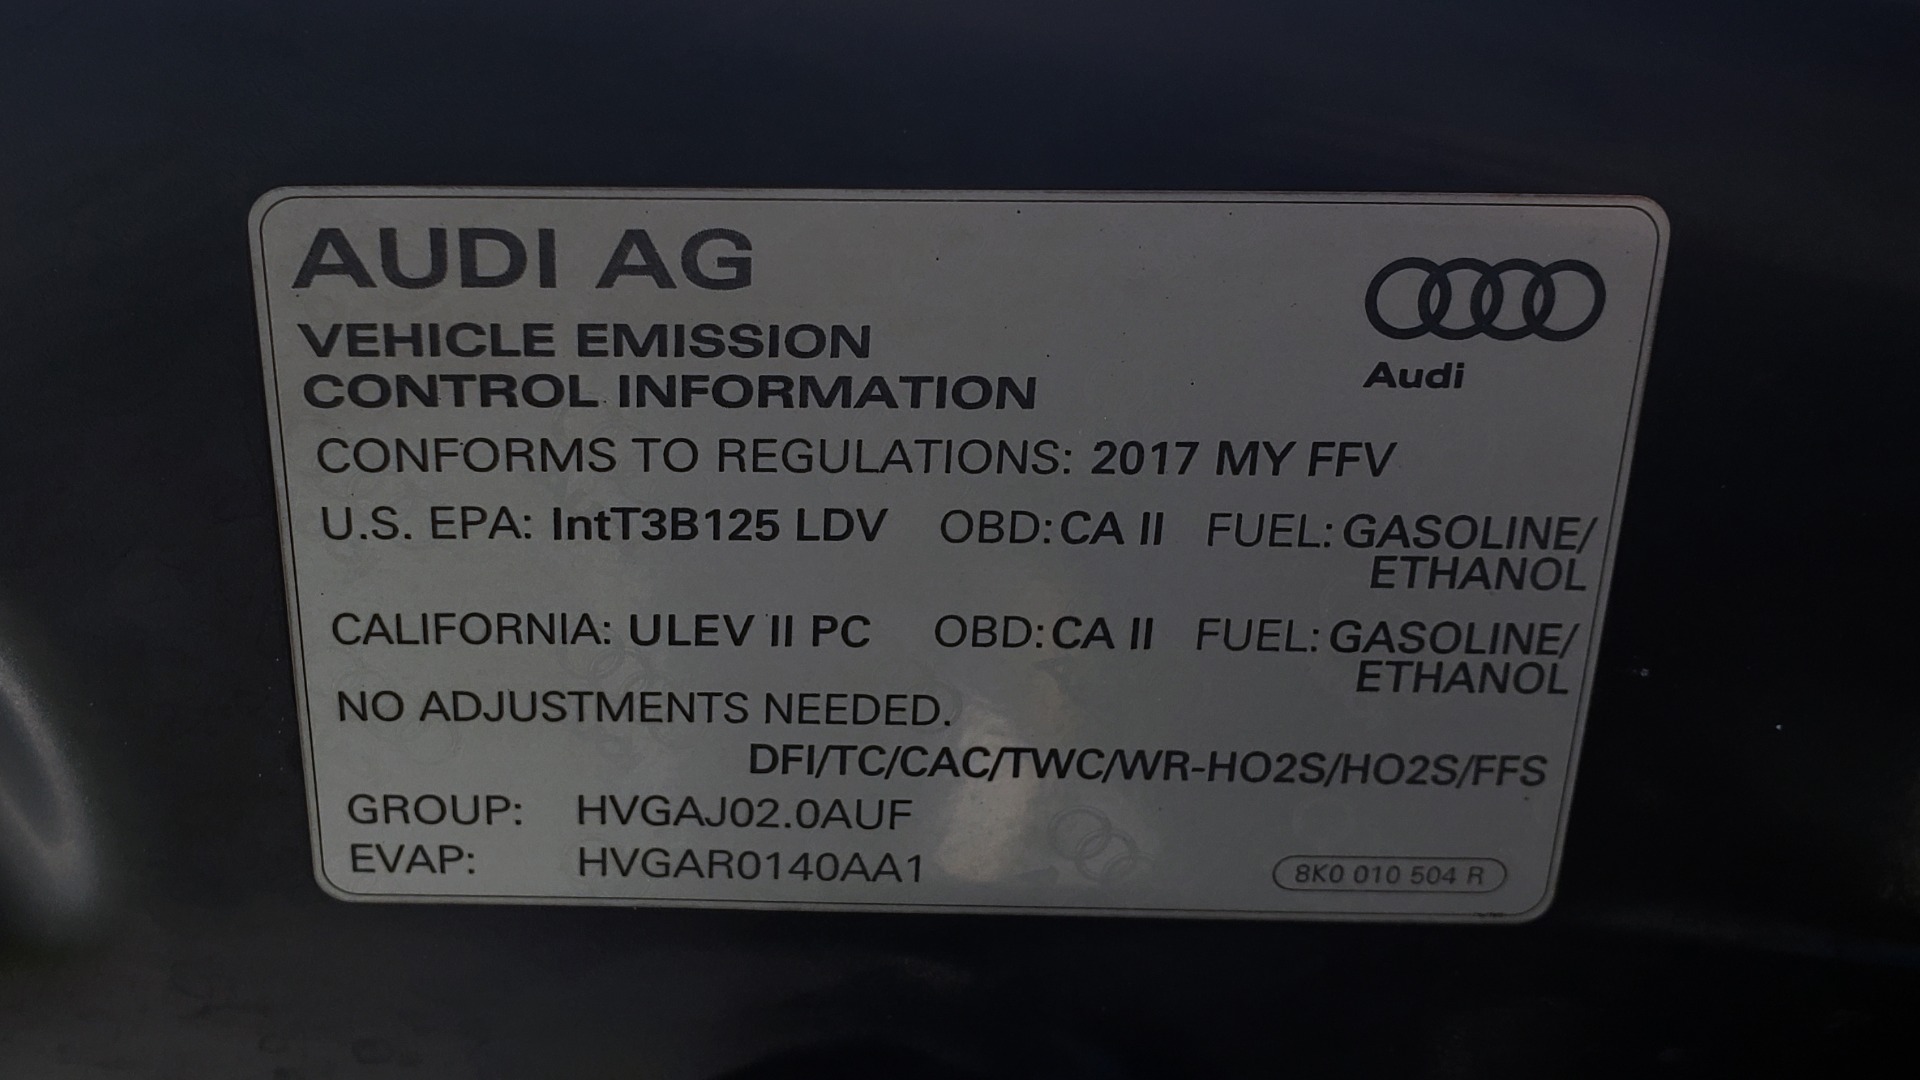 AUDI AG
Audi
VEHICLE EMISSION
CONTROL INFORMATION
CONFORMS TO REGULATIONS: 2017 MY FFV
U.S. EPA: IntT3B125 LDV OBD: CA II FUEL: GASOLINE/
ETHANOL
CALIFORNIA: ULEV II PC OBD: CA II FUEL: GASOLINE/
ETHANOL
NO ADJUSTMENTS NEEDED.
DFI/TC/CAC/TWC/WR-HO2S/HO2S/FFS
GROUP: HVGAJ02.0AUF
EVAP: HVGAR0140AA1
8K0 010 504 R